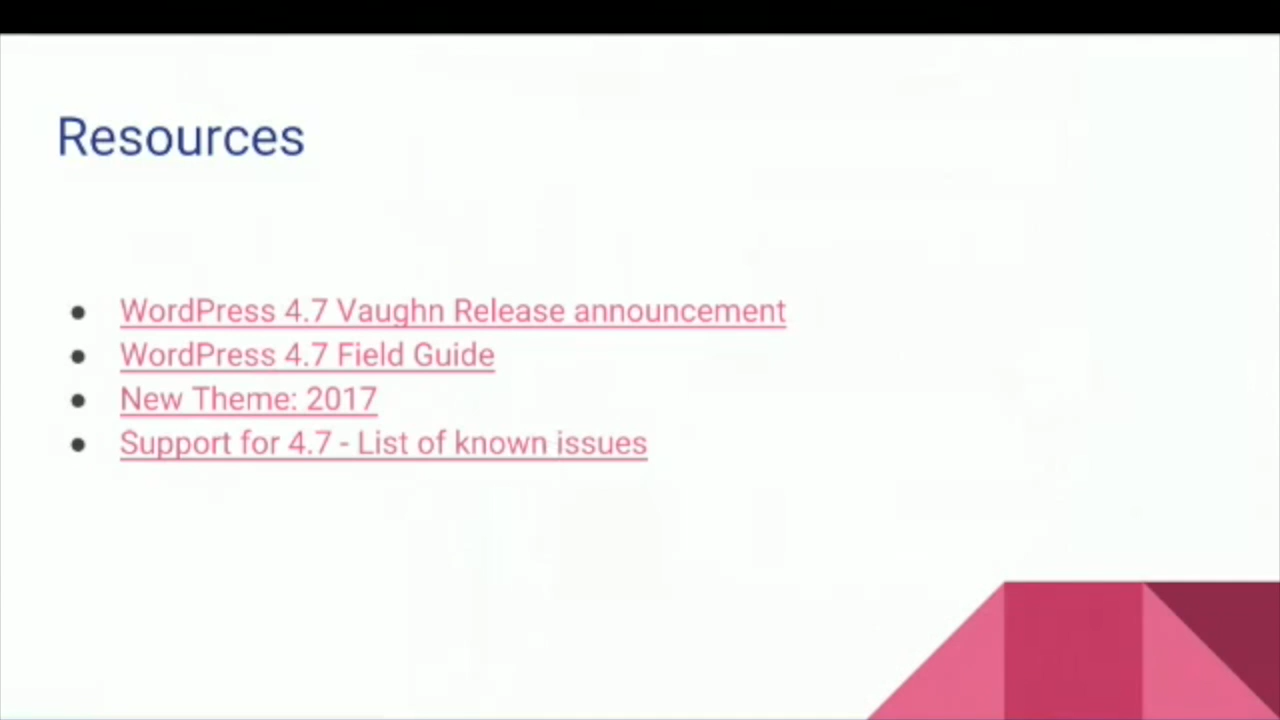 Resources
WordPress 4.7 Vaughn Release announcement
WordPress 4.7 Field Guide
New Theme: 2017
Support for 4.7 - List of known issues